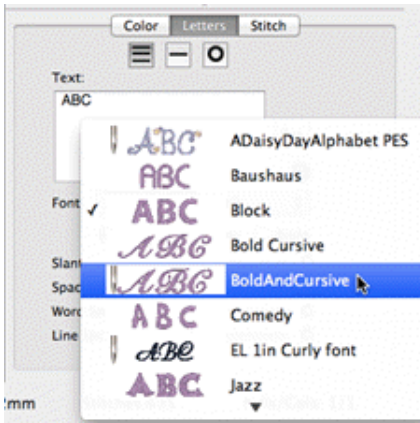 Color Letters Stitch
Text:
ABC
ABC ADaisyDayAlphabet PES
Font
ABC Baushaus
✓ ABC Block
ABC Bold Cursive
Slant
ABC BoldAndCursive
Spac
ABC Comedy
Word
Line
ABC EL 1in Curly font
ABC Jazz
mm